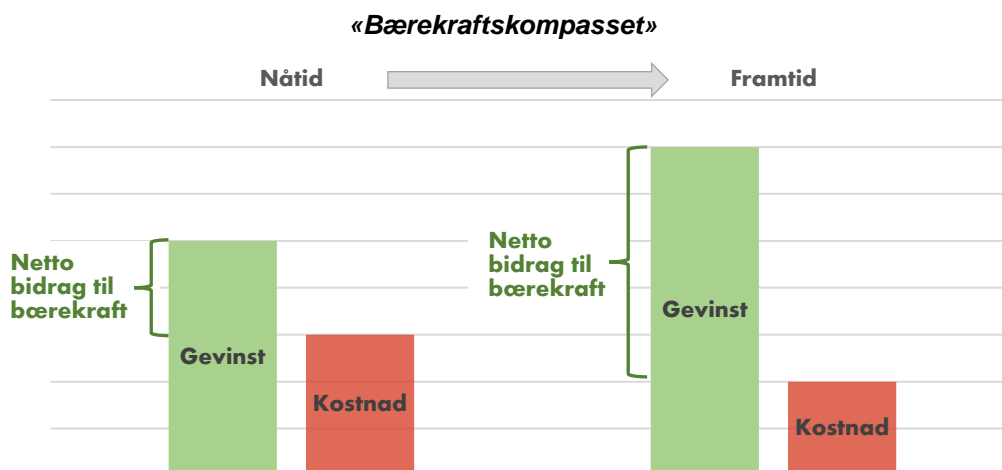 «Bærekraftskompasset»
Nåtid
Framtid
Netto
bidrag til
bærekraft
Gevinst
Kostnad
Netto
bidrag til
bærekraft
Gevinst
Kostnad